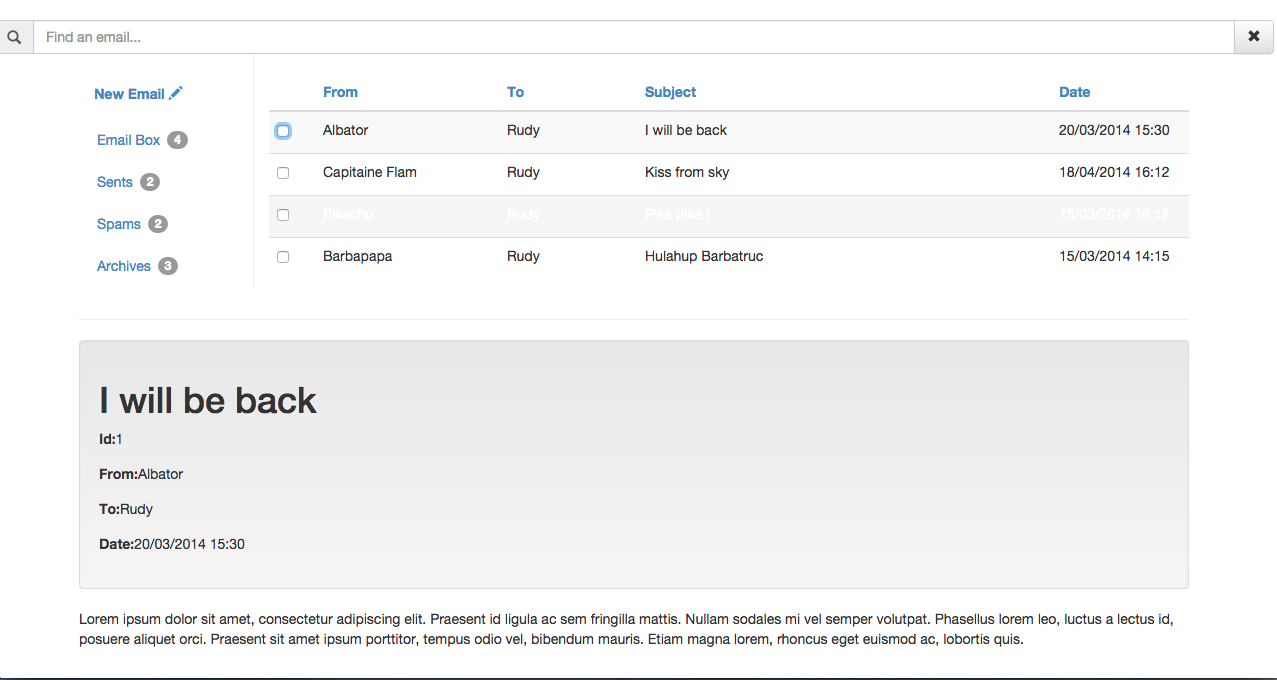 Find an email...
New Email
Email Box 4
Sents 2
Spams 2
Archives 3
From To Subject Date
Albator Rudy I will be back 20/03/2014 15:30
Capitaine Flam Rudy Kiss from sky 18/04/2014 16:12
Pikachu Rudy Pika pika ! 15/03/2014 16:12
Barbapapa Rudy Hulahup Barbatruc 15/03/2014 14:15
I will be back
Id:1
From:Albator
To:Rudy
Date:20/03/2014 15:30
Lorem ipsum dolor sit amet, consectetur adipiscing elit. Praesent id ligula ac sem fringilla mattis. Nullam sodales mi vel semper volutpat. Phasellus lorem leo, luctus a lectus id,
posuere aliquet orci. Praesent sit amet ipsum porttitor, tempus odio vel, bibendum mauris. Etiam magna lorem, rhoncus eget euismod ac, lobortis quis.